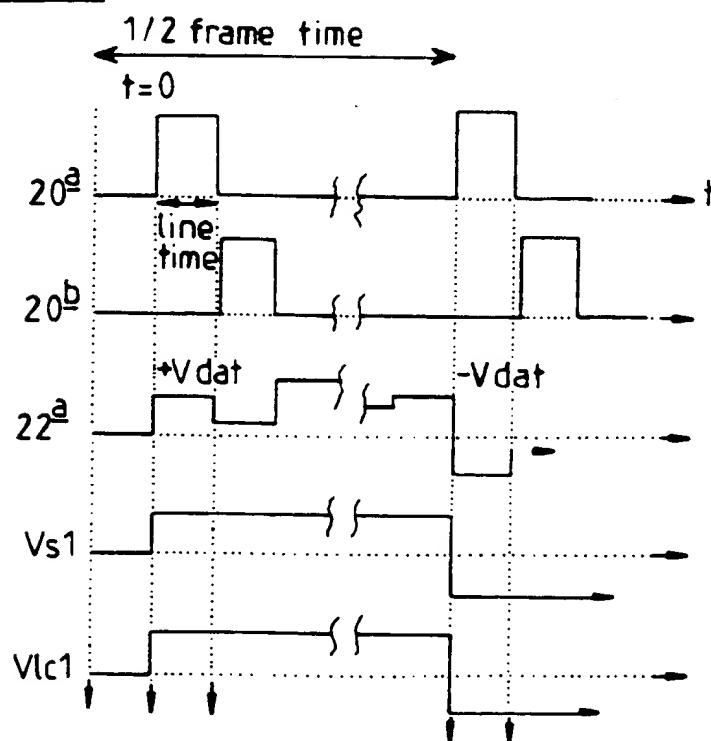 1/2 frame time
t=0
20a
t
line
time
20b
+Vdat
-Vdat
22a
Vs1
Vlc1